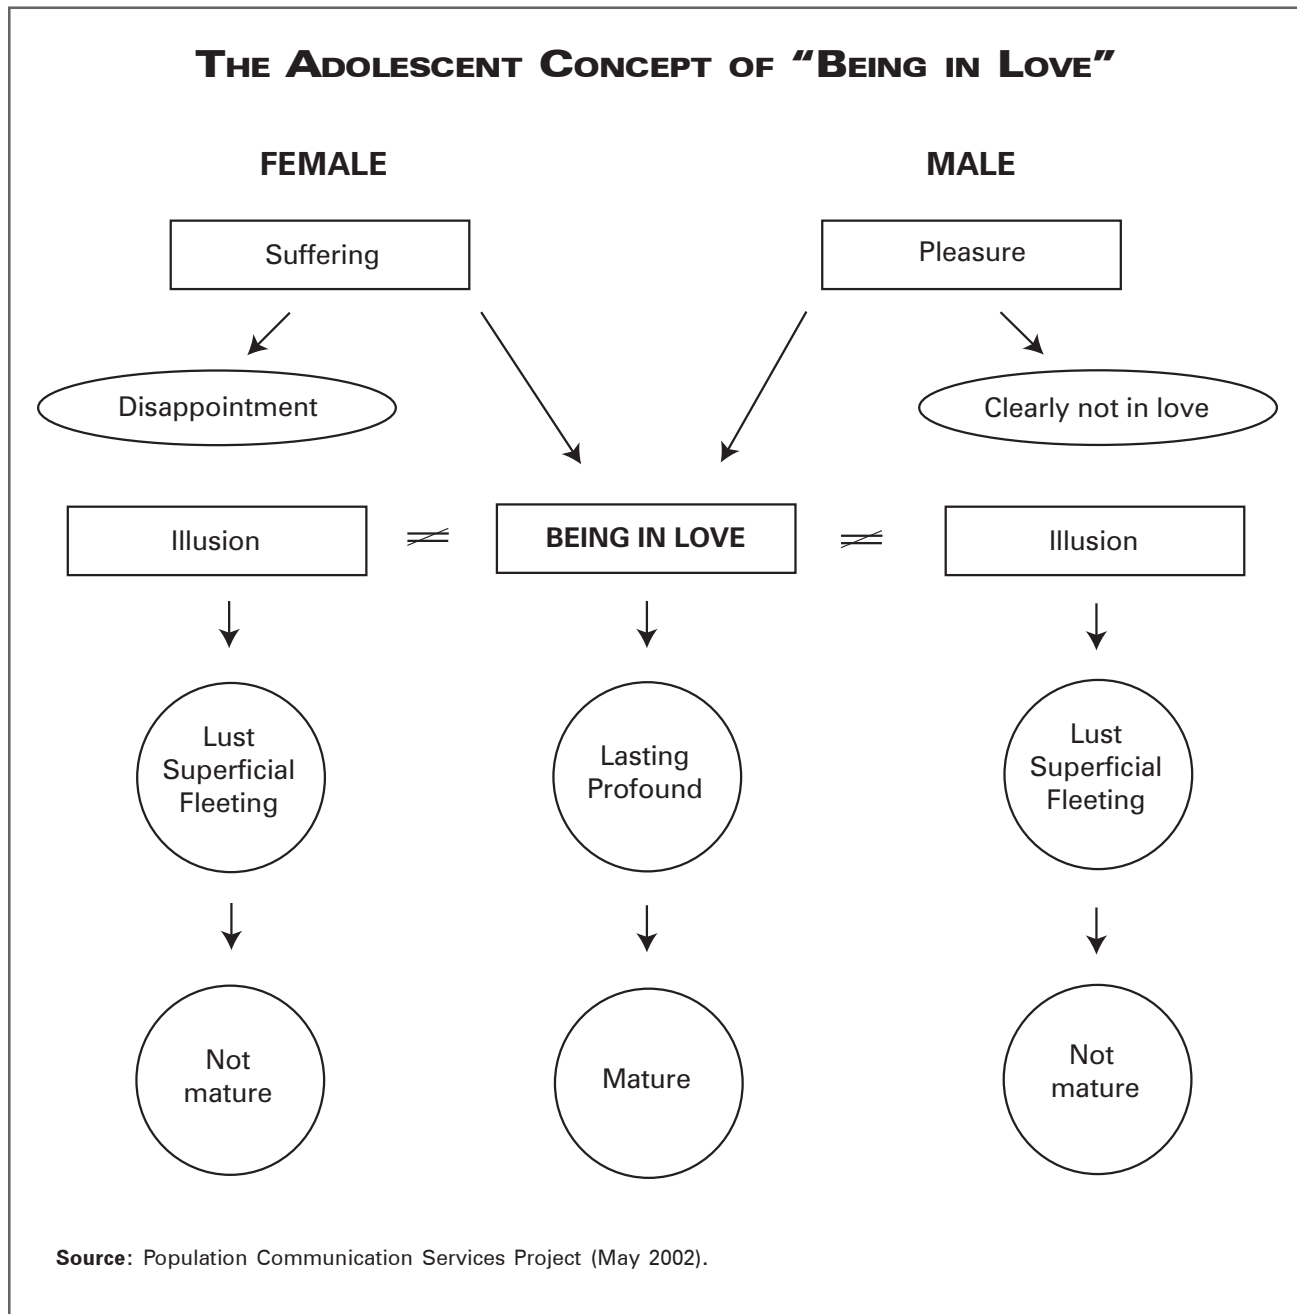 THE ADOLESCENT CONCEPT OF “BEING IN LOVE”
FEMALE
MALE
Suffering
Pleasure
Disappointment
Clearly not in love
Illusion
≠
BEING IN LOVE
≠
Illusion
Lust
Superficial
Fleeting
Lasting
Profound
Lust
Superficial
Fleeting
Not
mature
Mature
Not
mature
Source: Population Communication Services Project (May 2002).